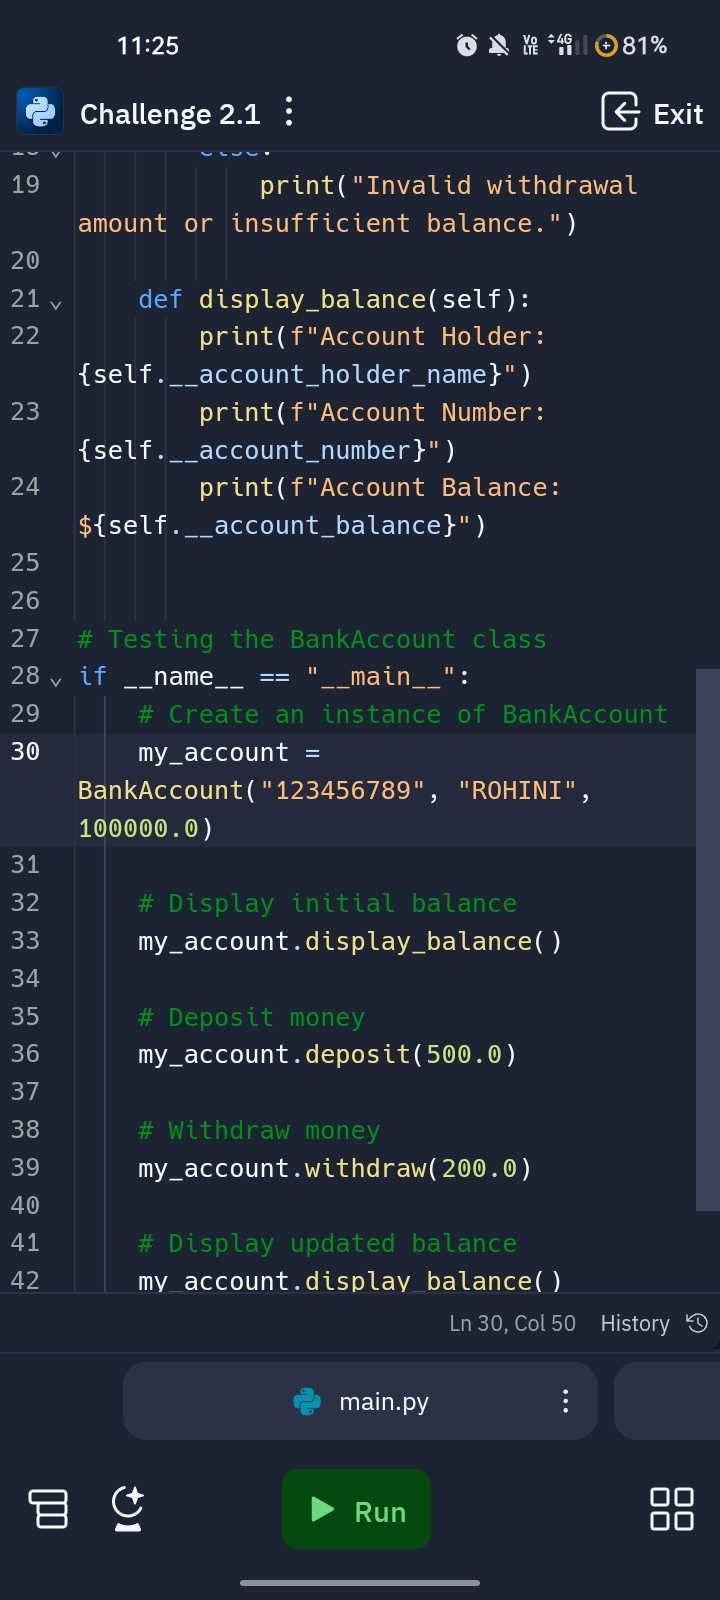 11:25
Vo LTE 4G 81%
Challenge 2.1
Exit
18 else:
19 print("Invalid withdrawal
amount or insufficient balance.")
20
21 def display_balance(self):
22 print(f"Account Holder:
{self.__account_holder_name}")
23 print(f"Account Number:
{self.__account_number}")
24 print(f"Account Balance:
${self.__account_balance}")
25
26
27 # Testing the BankAccount class
28 if __name__ == "__main__":
29 # Create an instance of BankAccount
30 my_account =
BankAccount("123456789", "ROHINI",
100000.0)
31
32 # Display initial balance
33 my_account.display_balance()
34
35 # Deposit money
36 my_account.deposit(500.0)
37
38 # Withdraw money
39 my_account.withdraw(200.0)
40
41 # Display updated balance
42 my_account.display_balance()
Ln 30, Col 50 History
main.py
Run